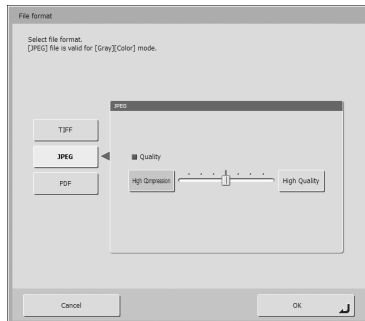 File format
Select file format.
[JPEG] file is valid for [Gray][Color] mode.
JPEG
TIFF
JPEG
PDF
Quality
High Compression
High Quality
Cancel
OK